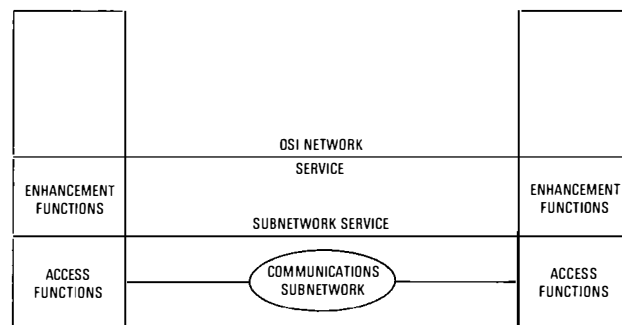 OSI NETWORK
SERVICE
ENHANCEMENT
FUNCTIONS
ENHANCEMENT
FUNCTIONS
SUBNETWORK SERVICE
ACCESS
FUNCTIONS
COMMUNICATIONS
SUBNETWORK
ACCESS
FUNCTIONS